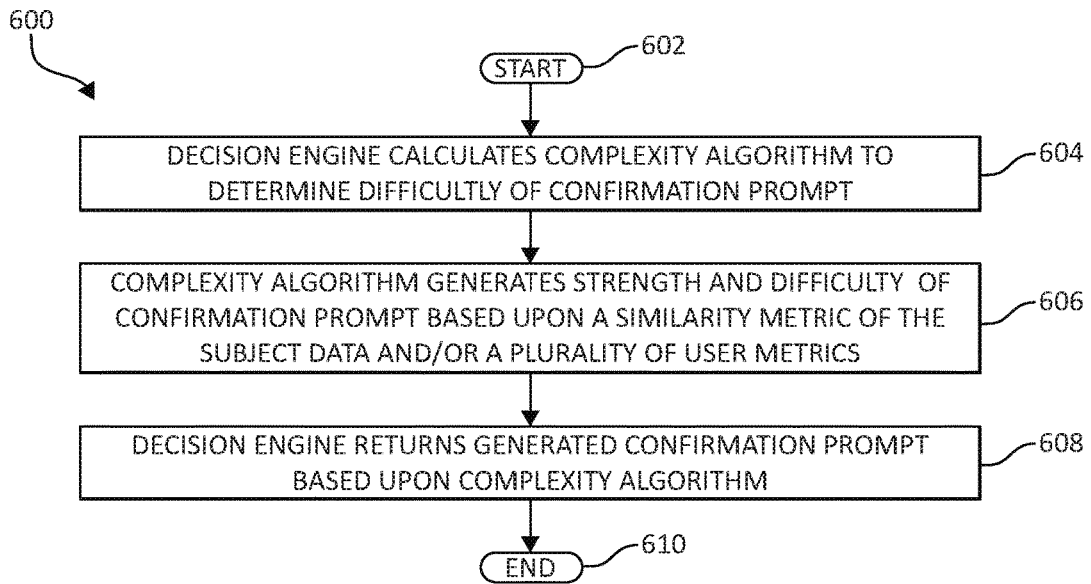 600
START
602
DECISION ENGINE CALCULATES COMPLEXITY ALGORITHM TO
DETERMINE DIFFICULTLY OF CONFIRMATION PROMPT
604
COMPLEXITY ALGORITHM GENERATES STRENGTH AND DIFFICULTY OF
CONFIRMATION PROMPT BASED UPON A SIMILARITY METRIC OF THE
SUBJECT DATA AND/OR A PLURALITY OF USER METRICS
606
DECISION ENGINE RETURNS GENERATED CONFIRMATION PROMPT
BASED UPON COMPLEXITY ALGORITHM
608
END
610